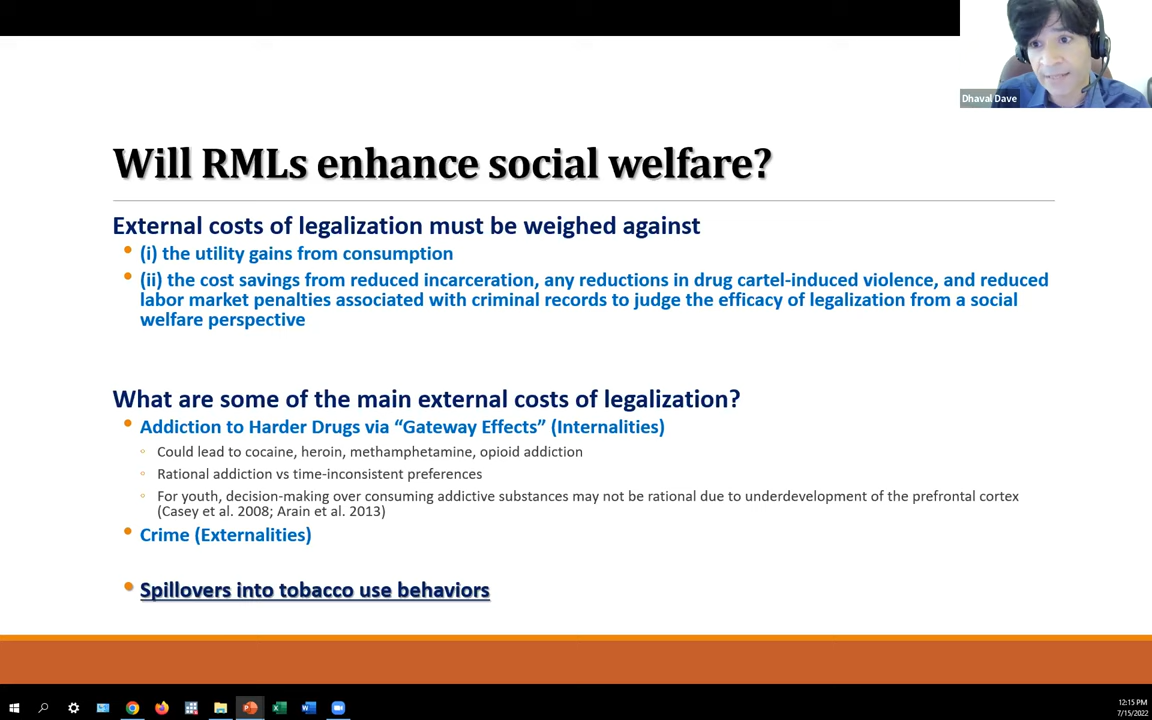 Dhaval Dave
Will RMLs enhance social welfare?
External costs of legalization must be weighed against
(i) the utility gains from consumption
(ii) the cost savings from reduced incarceration, any reductions in drug cartel-induced violence, and reduced
labor market penalties associated with criminal records to judge the efficacy of legalization from a social
welfare perspective
What are some of the main external costs of legalization?
Addiction to Harder Drugs via “Gateway Effects” (Internalities)
Could lead to cocaine, heroin, methamphetamine, opioid addiction
Rational addiction vs time-inconsistent preferences
For youth, decision-making over consuming addictive substances may not be rational due to underdevelopment of the prefrontal cortex
(Casey et al. 2008; Arain et al. 2013)
Crime (Externalities)
Spillovers into tobacco use behaviors
12:15 PM
7/15/2022